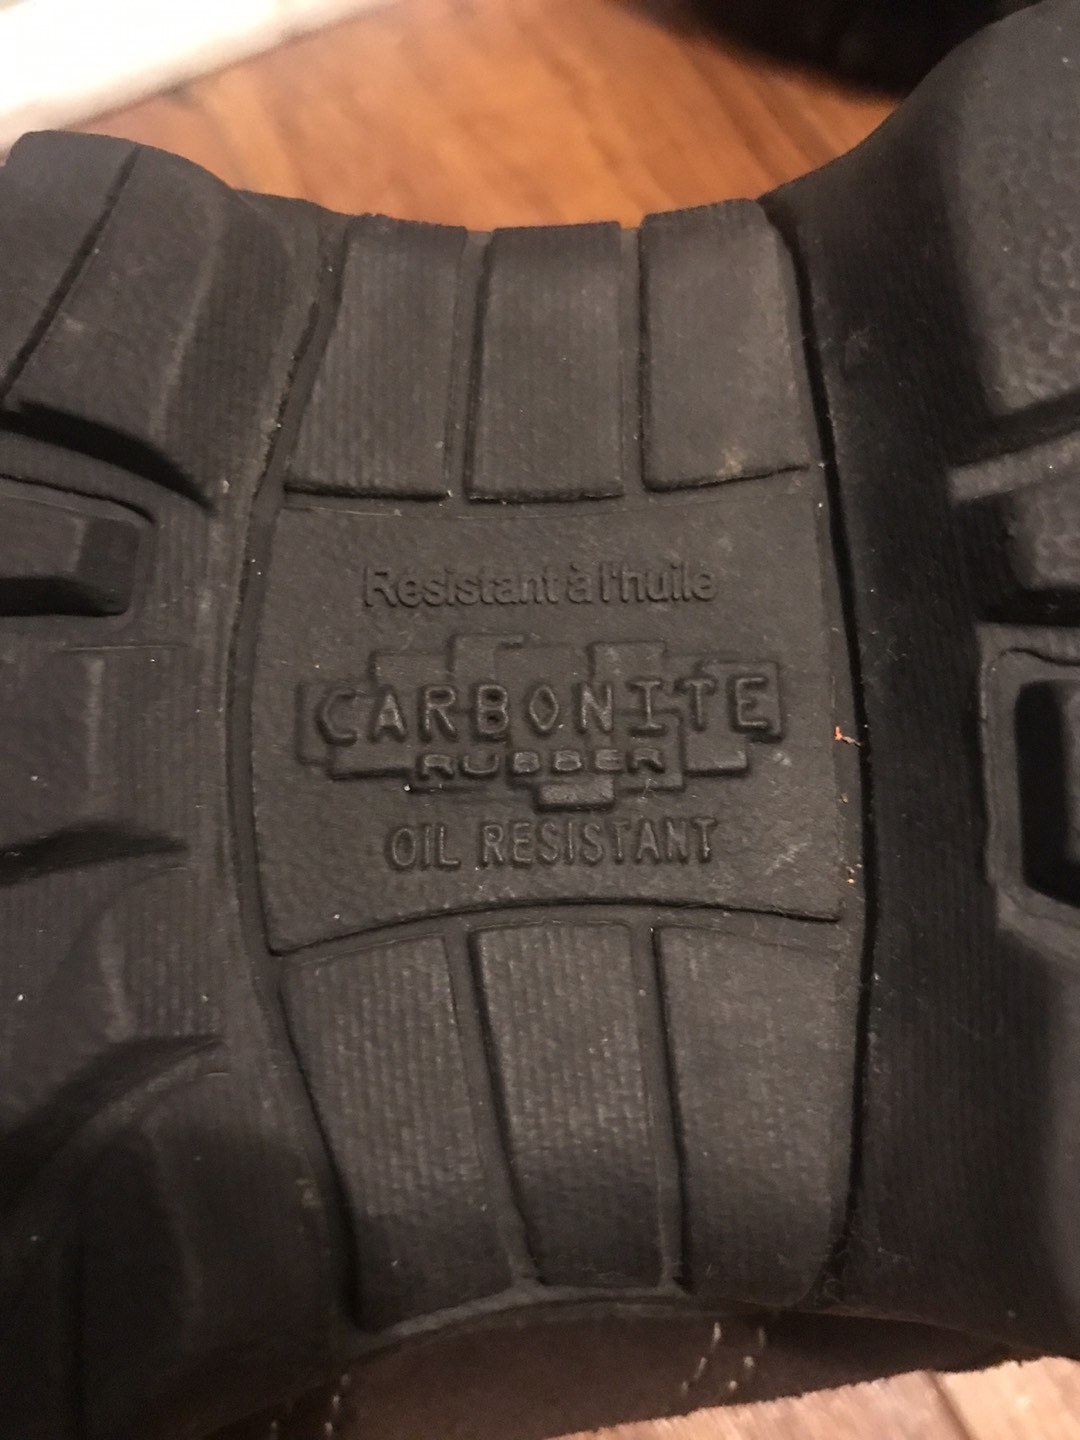 Résistant à l'huile
CARBONITE
RUBBER
OIL RESISTANT